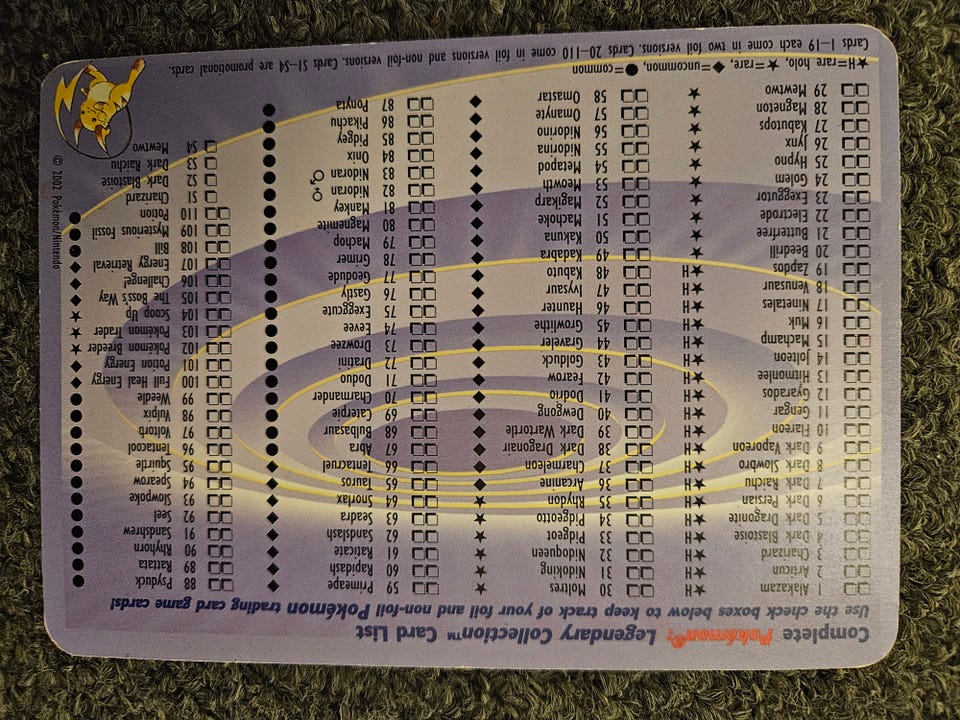 Complete Pokémon®: Legendary Collection™ Card List
Use the check boxes below to keep track of your foil and non-foil Pokémon trading card game cards!
□□ 1 Alakazam ★H
□□ 2 Articuno ★H
□□ 3 Charizard ★H
□□ 4 Dark Blastoise ★H
□□ 5 Dark Dragonite ★H
□□ 6 Dark Persian ★H
□□ 7 Dark Raichu ★H
□□ 8 Dark Slowbro ★H
□□ 9 Dark Vaporeon ★H
□□ 10 Flareon ★H
□□ 11 Gengar ★H
□□ 12 Gyarados ★H
□□ 13 Hitmonlee ★H
□□ 14 Jolteon ★H
□□ 15 Machamp ★H
□□ 16 Muk ★H
□□ 17 Ninetales ★H
□□ 18 Venusaur ★H
□□ 19 Zapdos ★H
□□ 20 Beedrill ★
□□ 21 Butterfree ★
□□ 22 Electrode ★
□□ 23 Exeggutor ★
□□ 24 Golem ★
□□ 25 Hypno ★
□□ 26 Jynx ★
□□ 27 Kabutops ★
□□ 28 Magneton ★
□□ 29 Mewtwo ★
□□ 30 Moltres ★
□□ 31 Nidoking ★
□□ 32 Nidoqueen ★
□□ 33 Pidgeot ★
□□ 34 Pidgeotto ★
□□ 35 Rhydon ★
□□ 36 Arcanine ◆
□□ 37 Charmeleon ◆
□□ 38 Dark Dragonair ◆
□□ 39 Dark Wartortle ◆
□□ 40 Dewgong ◆
□□ 41 Dodrio ◆
□□ 42 Fearow ◆
□□ 43 Golduck ◆
□□ 44 Graveler ◆
□□ 45 Growlithe ◆
□□ 46 Haunter ◆
□□ 47 Ivysaur ◆
□□ 48 Kabuto ◆
□□ 49 Kadabra ◆
□□ 50 Kakuna ◆
□□ 51 Machoke ◆
□□ 52 Magikarp ◆
□□ 53 Meowth ◆
□□ 54 Metapod ◆
□□ 55 Nidorina ◆
□□ 56 Nidorino ◆
□□ 57 Omanyte ◆
□□ 58 Omastar ◆
□□ 59 Primeape ◆
□□ 60 Rapidash ◆
□□ 61 Raticate ◆
□□ 62 Sandslash ◆
□□ 63 Seadra ◆
□□ 64 Snorlax ◆
□□ 65 Tauros ◆
□□ 66 Tentacruel ◆
□□ 67 Abra ●
□□ 68 Bulbasaur ●
□□ 69 Caterpie ●
□□ 70 Charmander ●
□□ 71 Doduo ●
□□ 72 Dratini ●
□□ 73 Drowzee ●
□□ 74 Eevee ●
□□ 75 Exeggcute ●
□□ 76 Gastly ●
□□ 77 Geodude ●
□□ 78 Grimer ●
□□ 79 Machop ●
□□ 80 Magnemite ●
□□ 81 Mankey ●
□□ 82 Nidoran ♀ ●
□□ 83 Nidoran ♂ ●
□□ 84 Onix ●
□□ 85 Pidgey ●
□□ 86 Pikachu ●
□□ 87 Ponyta ●
□□ 88 Psyduck ●
□□ 89 Rattata ●
□□ 90 Rhyhorn ●
□□ 91 Sandshrew ●
□□ 92 Seel ●
□□ 93 Slowpoke ●
□□ 94 Spearow ●
□□ 95 Squirtle ●
□□ 96 Tentacool ●
□□ 97 Voltorb ●
□□ 98 Vulpix ●
□□ 99 Weedle ●
□□ 100 Full Heal Energy ◆
□□ 101 Potion Energy ◆
□□ 102 Pokémon Breeder ★
□□ 103 Pokémon Trader ★
□□ 104 Scoop Up ★
□□ 105 The Boss's Way ◆
□□ 106 Challenge! ◆
□□ 107 Energy Retrieval ◆
□□ 108 Bill ●
□□ 109 Mysterious Fossil ●
□□ 110 Potion ●
□ S1 Charizard
□ S2 Dark Blastoise
□ S3 Dark Raichu
□ S4 Mewtwo
★H=rare holo, ★=rare, ◆=uncommon, ●=common
Cards 1–19 each come in two foil versions. Cards 20–110 come in foil versions and non-foil versions. Cards S1–S4 are promotional cards.
© 2002 Pokémon/Nintendo